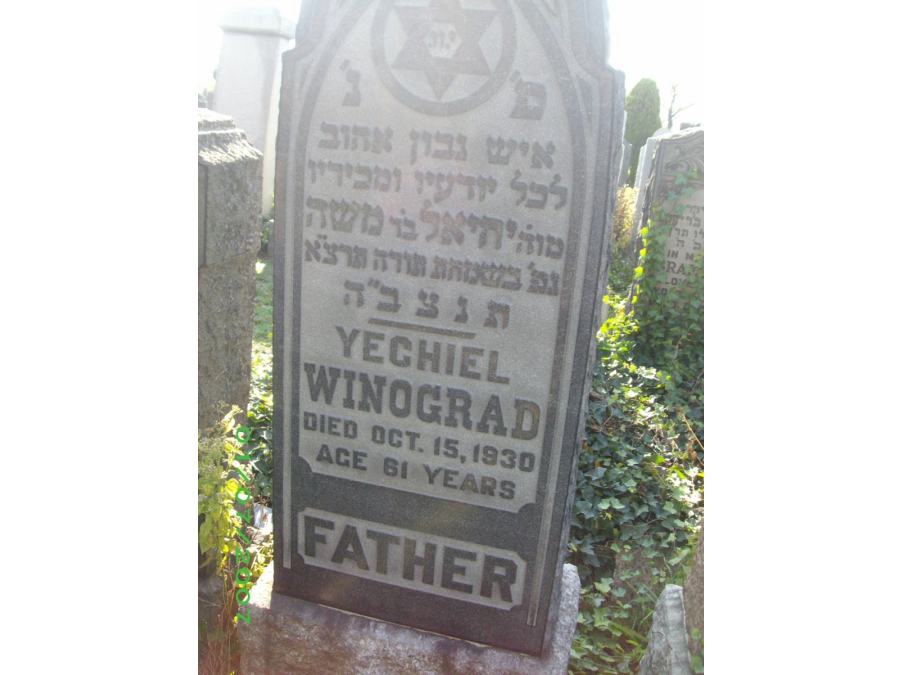 פ' נ'
איש נבון אהוב
לכל יודעיו ומכיריו
מוה' יחיאל בר משה
נפ' בשמחת תורה תרצ"א
ת נ צ ב"ה
YECHIEL
WINOGRAD
DIED OCT. 15, 1930
AGE 61 YEARS
FATHER